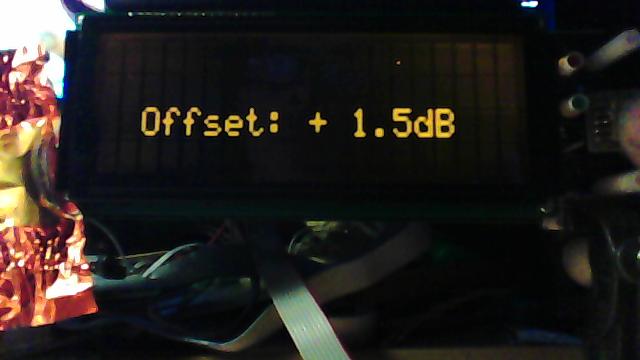 Offset: + 1.5dB